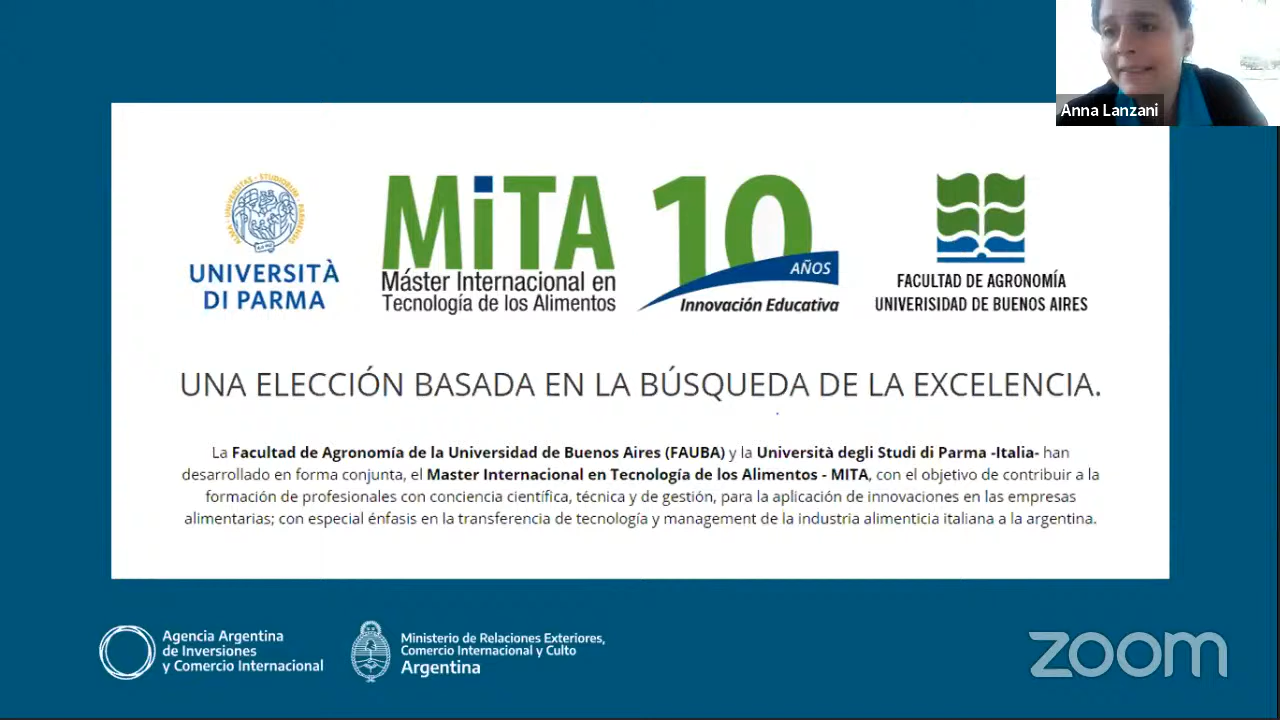 Anna Lanzani
UNIVERSITÀ
DI PARMA
MiTA
Máster Internacional en
Tecnología de los Alimentos
10
AÑOS
Innovación Educativa
FACULTAD DE AGRONOMÍA
UNIVERISIDAD DE BUENOS AIRES
UNA ELECCIÓN BASADA EN LA BÚSQUEDA DE LA EXCELENCIA.
La Facultad de Agronomía de la Universidad de Buenos Aires (FAUBA) y la Università degli Studi di Parma -Italia- han
desarrollado en forma conjunta, el Master Internacional en Tecnología de los Alimentos - MITA, con el objetivo de contribuir a la
formación de profesionales con conciencia científica, técnica y de gestión, para la aplicación de innovaciones en las empresas
alimentarias; con especial énfasis en la transferencia de tecnología y management de la industria alimenticia italiana a la argentina.
Agencia Argentina
de Inversiones
y Comercio Internacional
Ministerio de Relaciones Exteriores,
Comercio Internacional y Culto
Argentina
zoom